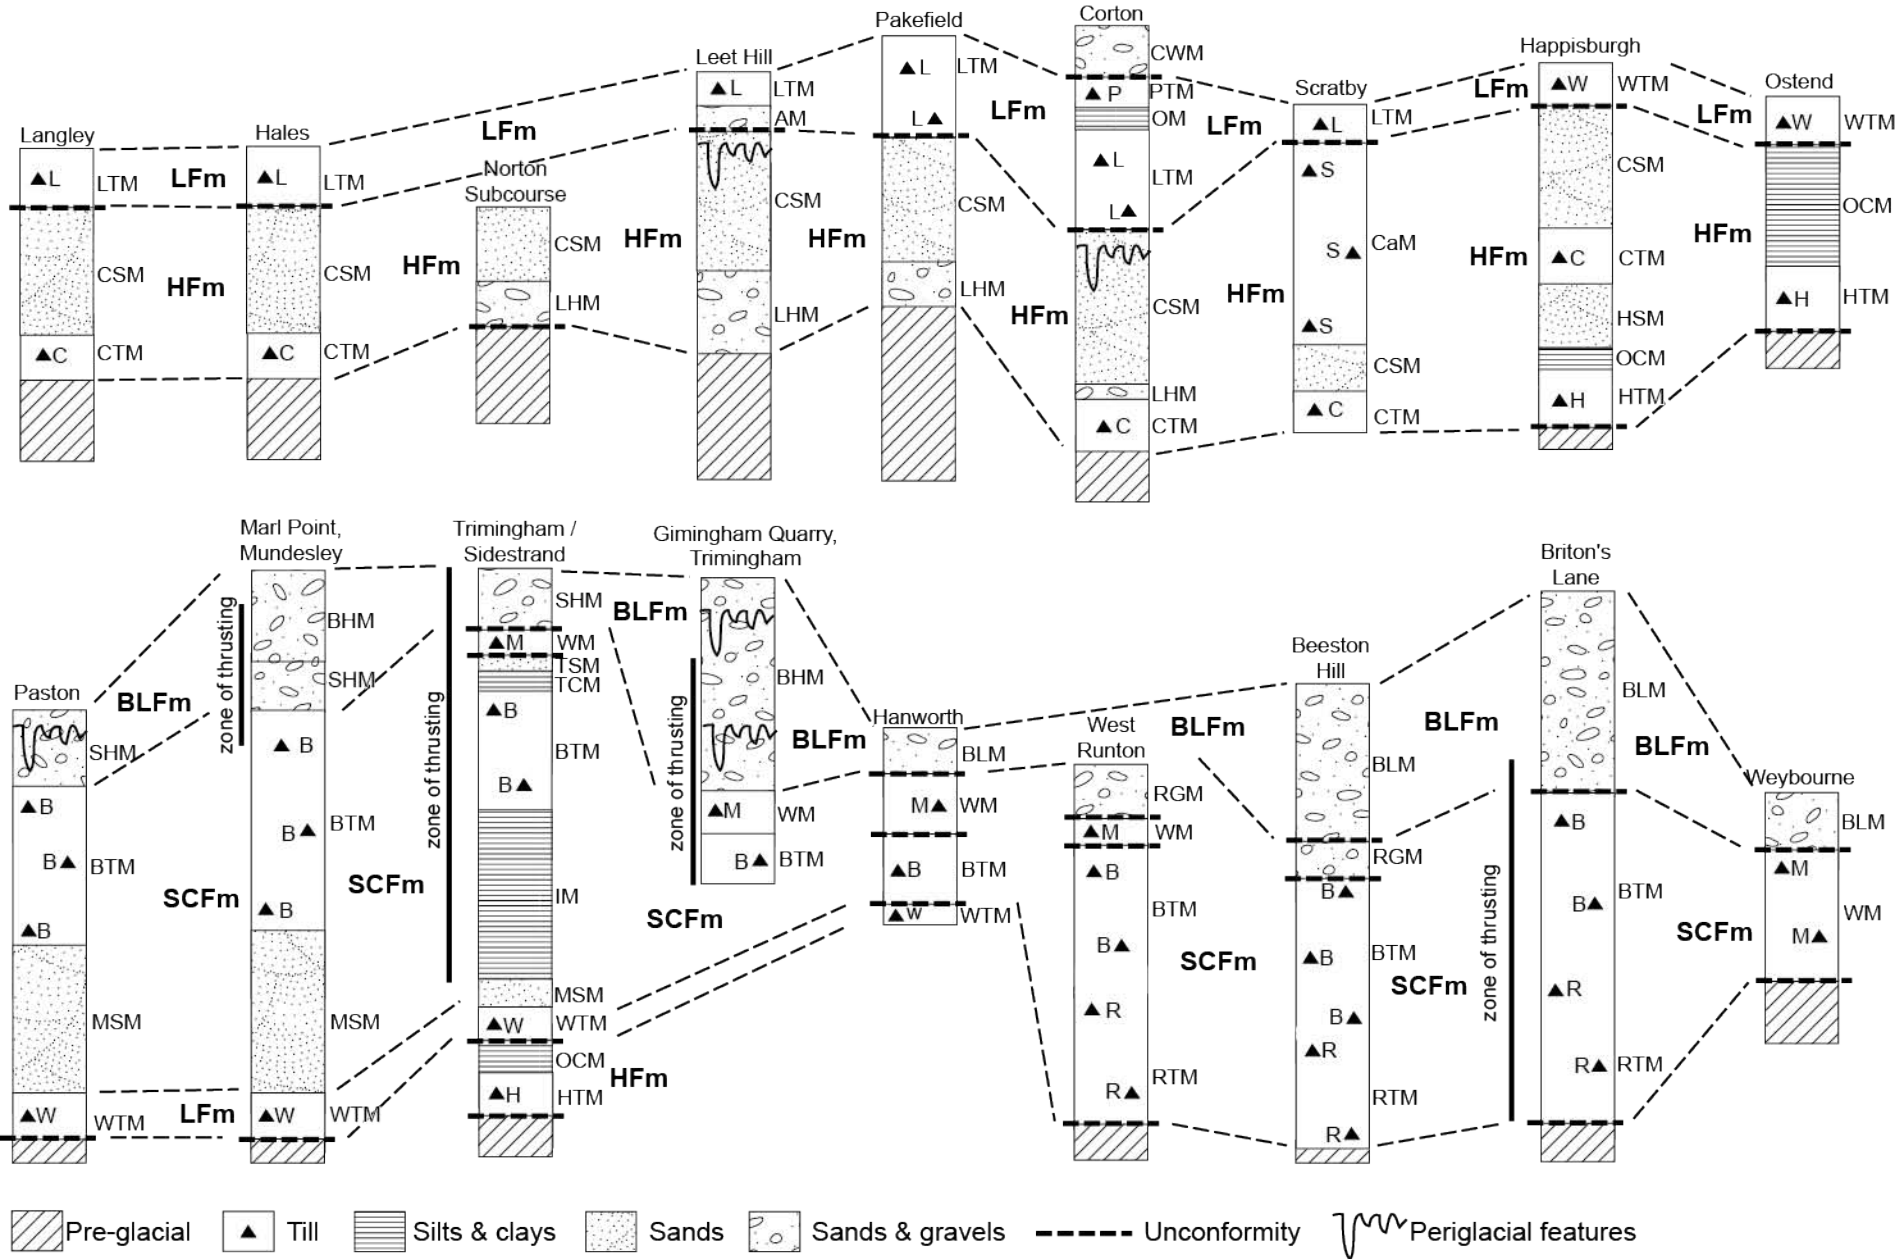 Langley
L
LTM
CSM
C
CTM
LFm
HFm
Hales
L
LTM
CSM
C
CTM
LFm
HFm
Norton
Subcourse
CSM
LHM
HFm
Leet Hill
L
LTM
AM
CSM
LHM
HFm
Pakefield
L
LTM
L
CSM
LHM
LFm
HFm
Corton
CWM
P
PTM
OM
L
LTM
L
CSM
LHM
C
CTM
LFm
HFm
Scratby
L
LTM
S
S
CaM
S
CSM
C
CTM
LFm
HFm
Happisburgh
W
WTM
CSM
C
CTM
HSM
OCM
H
HTM
LFm
HFm
Ostend
W
WTM
OCM
H
HTM
Paston
SHM
B
B
BTM
B
MSM
W
WTM
BLFm
SCFm
LFm
zone of thrusting
Marl Point,
Mundesley
BHM
SHM
B
B
BTM
B
MSM
W
WTM
SCFm
zone of thrusting
Trimingham /
Sidestrand
SHM
M
WM
TSM
TCM
B
BTM
B
IM
MSM
W
WTM
OCM
H
HTM
BLFm
SCFm
HFm
zone of thrusting
Gimingham Quarry,
Trimingham
BHM
M
WM
B
BTM
BLFm
Hanworth
BLM
M
WM
B
BTM
W
WTM
West
Runton
RGM
M
WM
B
BTM
B
R
R
RTM
BLFm
SCFm
Beeston
Hill
BLM
RGM
B
B
BTM
B
R
RTM
R
BLFm
SCFm
zone of thrusting
Briton's
Lane
BLM
B
B
BTM
R
R
RTM
BLFm
SCFm
Weybourne
BLM
M
WM
M
Pre-glacial
Till
Silts & clays
Sands
Sands & gravels
Unconformity
Periglacial features